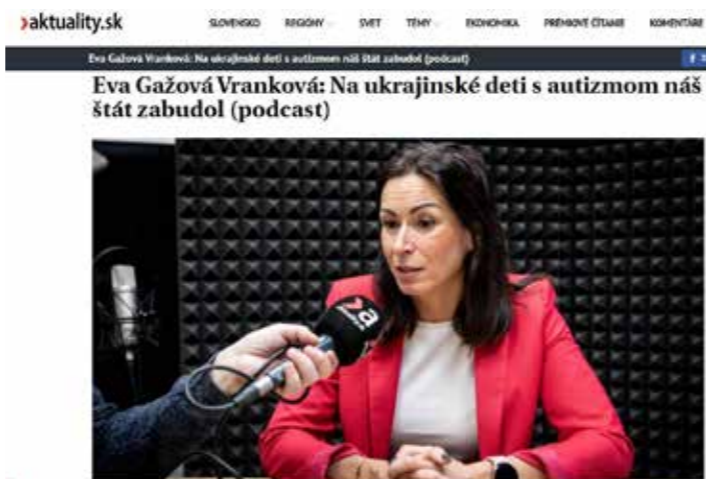 aktuality.sk
SLOVENSKO REGIÓNY SVET TÉMY EKONOMIKA PRÉMIOVÉ ČÍTANIE KOMENTÁRE
Eva Gažová Vranková: Na ukrajinské deti s autizmom náš štát zabudol (podcast)
Eva Gažová Vranková: Na ukrajinské deti s autizmom náš
štát zabudol (podcast)